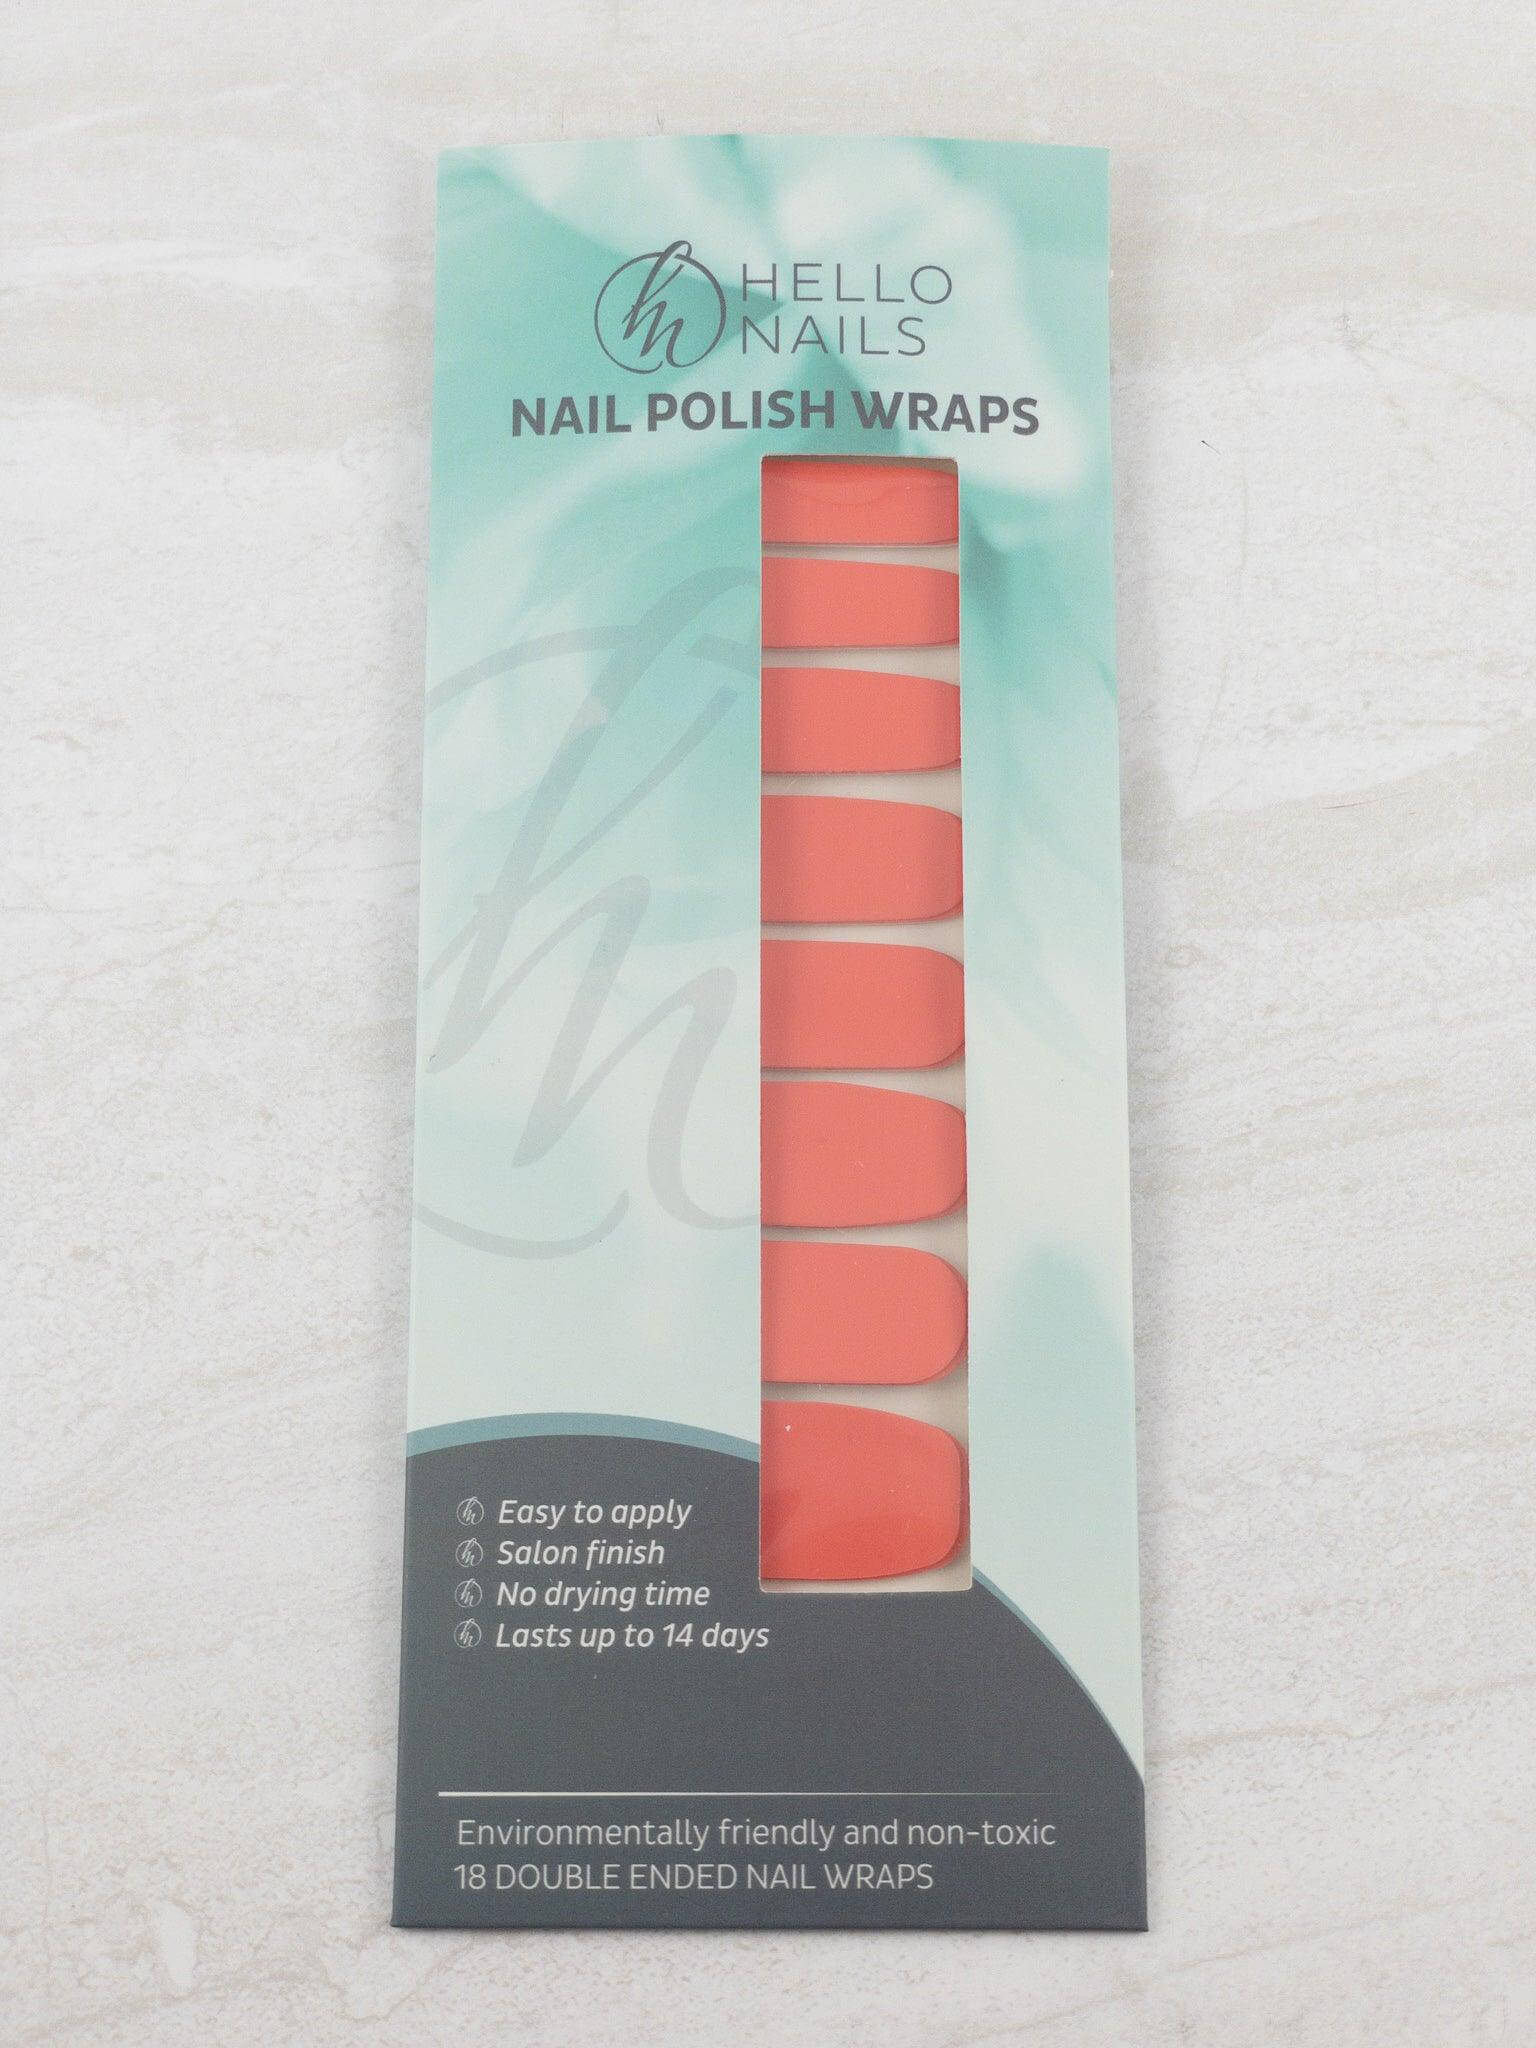 HELLO
NAILS
NAIL POLISH WRAPS
Easy to apply
Salon finish
No drying time
Lasts up to 14 days
Environmentally friendly and non-toxic
18 DOUBLE ENDED NAIL WRAPS